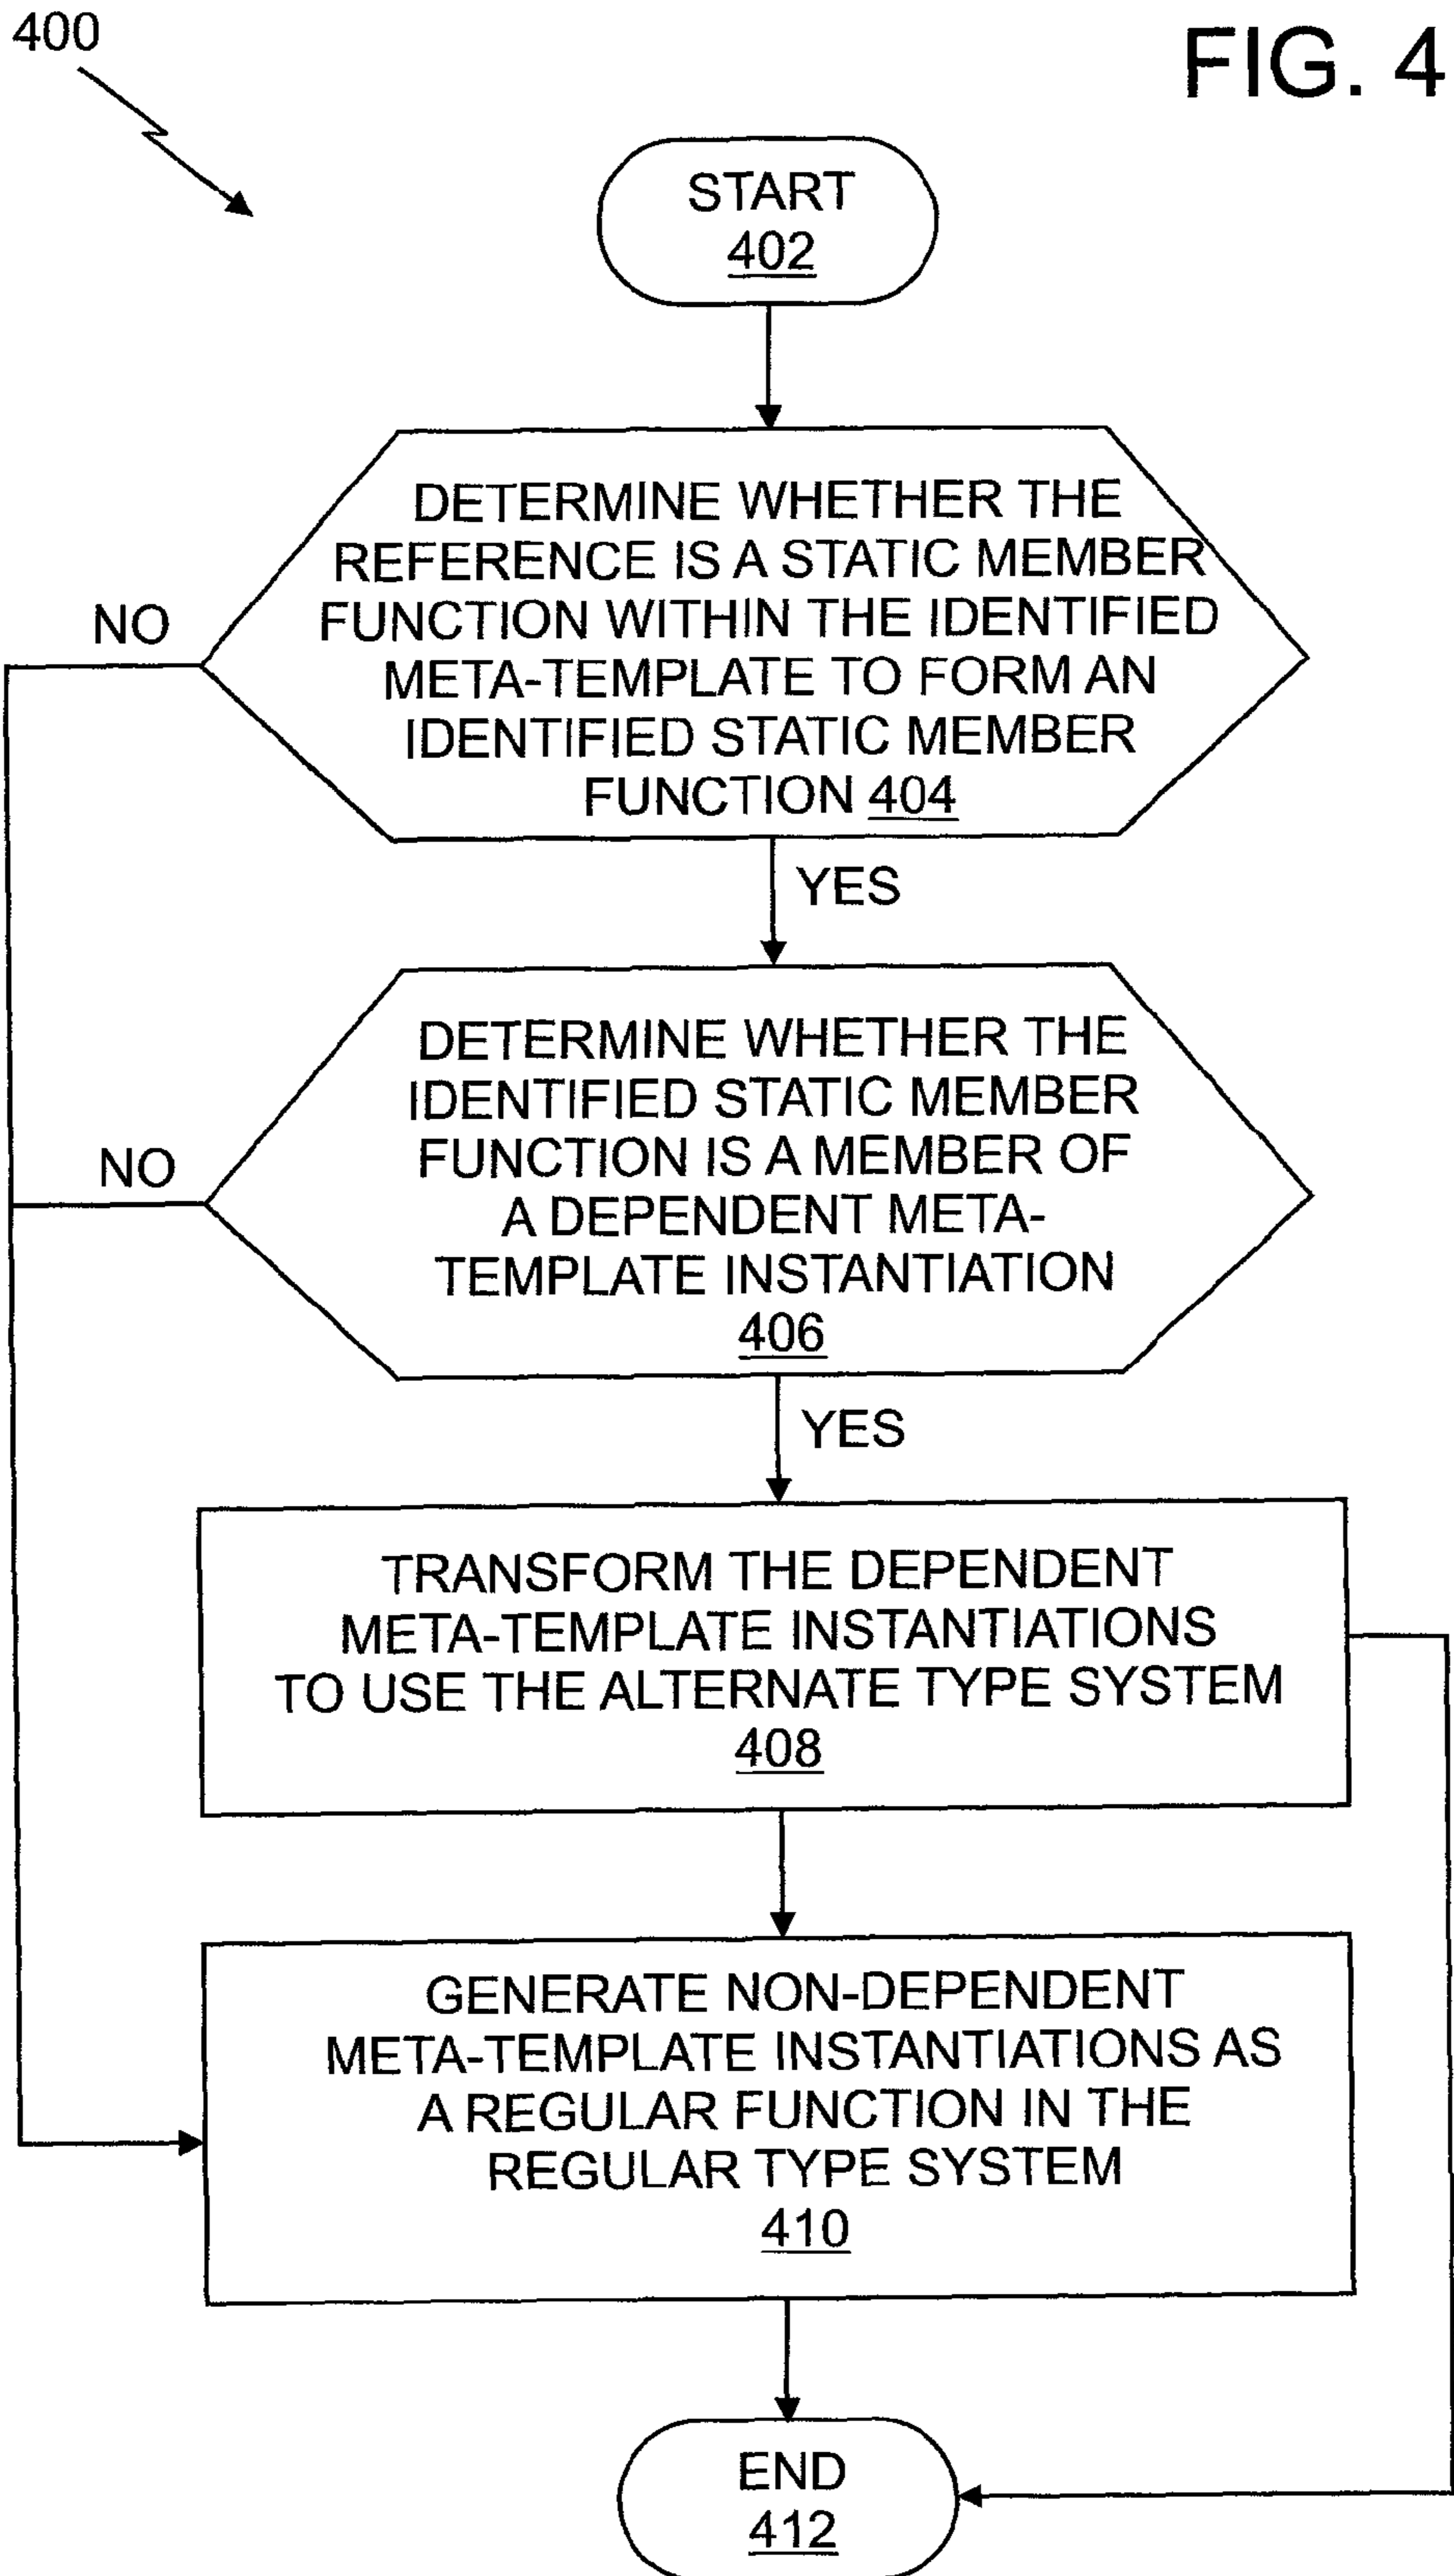 400
FIG. 4
START
402
DETERMINE WHETHER THE
REFERENCE IS A STATIC MEMBER
FUNCTION WITHIN THE IDENTIFIED
META-TEMPLATE TO FORM AN
IDENTIFIED STATIC MEMBER
FUNCTION 404
NO
YES
DETERMINE WHETHER THE
IDENTIFIED STATIC MEMBER
FUNCTION IS A MEMBER OF
A DEPENDENT META-
TEMPLATE INSTANTIATION
406
NO
YES
TRANSFORM THE DEPENDENT
META-TEMPLATE INSTANTIATIONS
TO USE THE ALTERNATE TYPE SYSTEM
408
GENERATE NON-DEPENDENT
META-TEMPLATE INSTANTIATIONS AS
A REGULAR FUNCTION IN THE
REGULAR TYPE SYSTEM
410
END
412